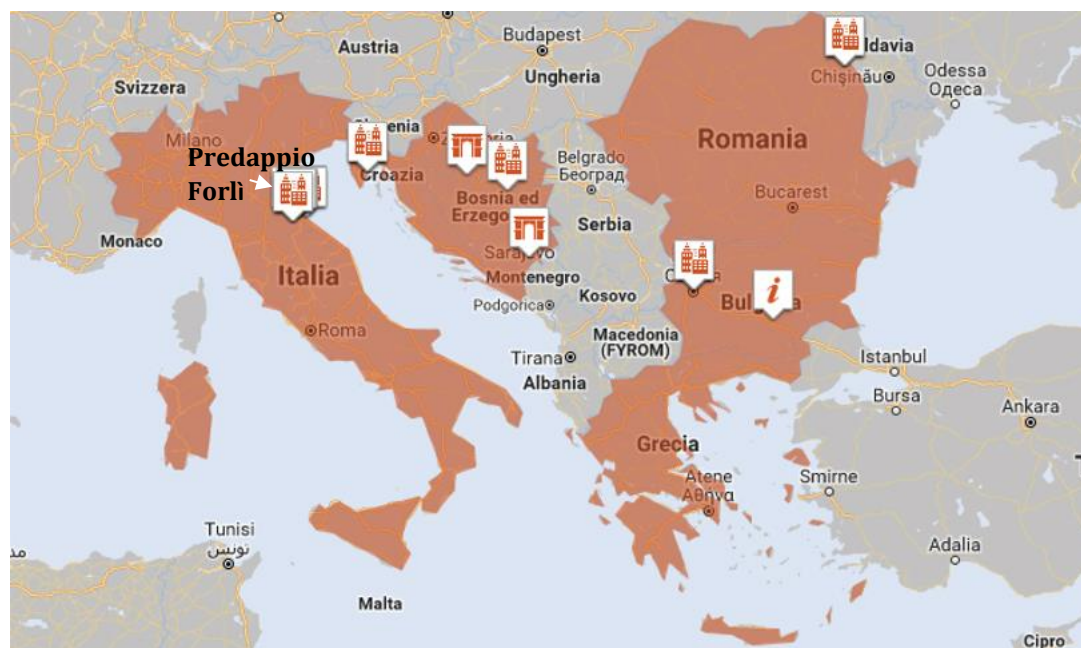 Budapest
Austria
Ungheria
ldavia
Chișinău
Odessa
Одеса
Svizzera
Milano
enia
Romania
Predappio
Forlì
Croazia
Belgrado
Београд
Bosnia ed
Erzego
Bucarest
Serbia
Monaco
Italia
Montenegro
Kosovo
Podgorica
Roma
Macedonia
(FYROM)
Tirana
Albania
Istanbul
Bursa
Ankara
Grecia
Atene
Αθήνα
Smirne
Tunisi
تونس
Adalia
Malta
Cipro